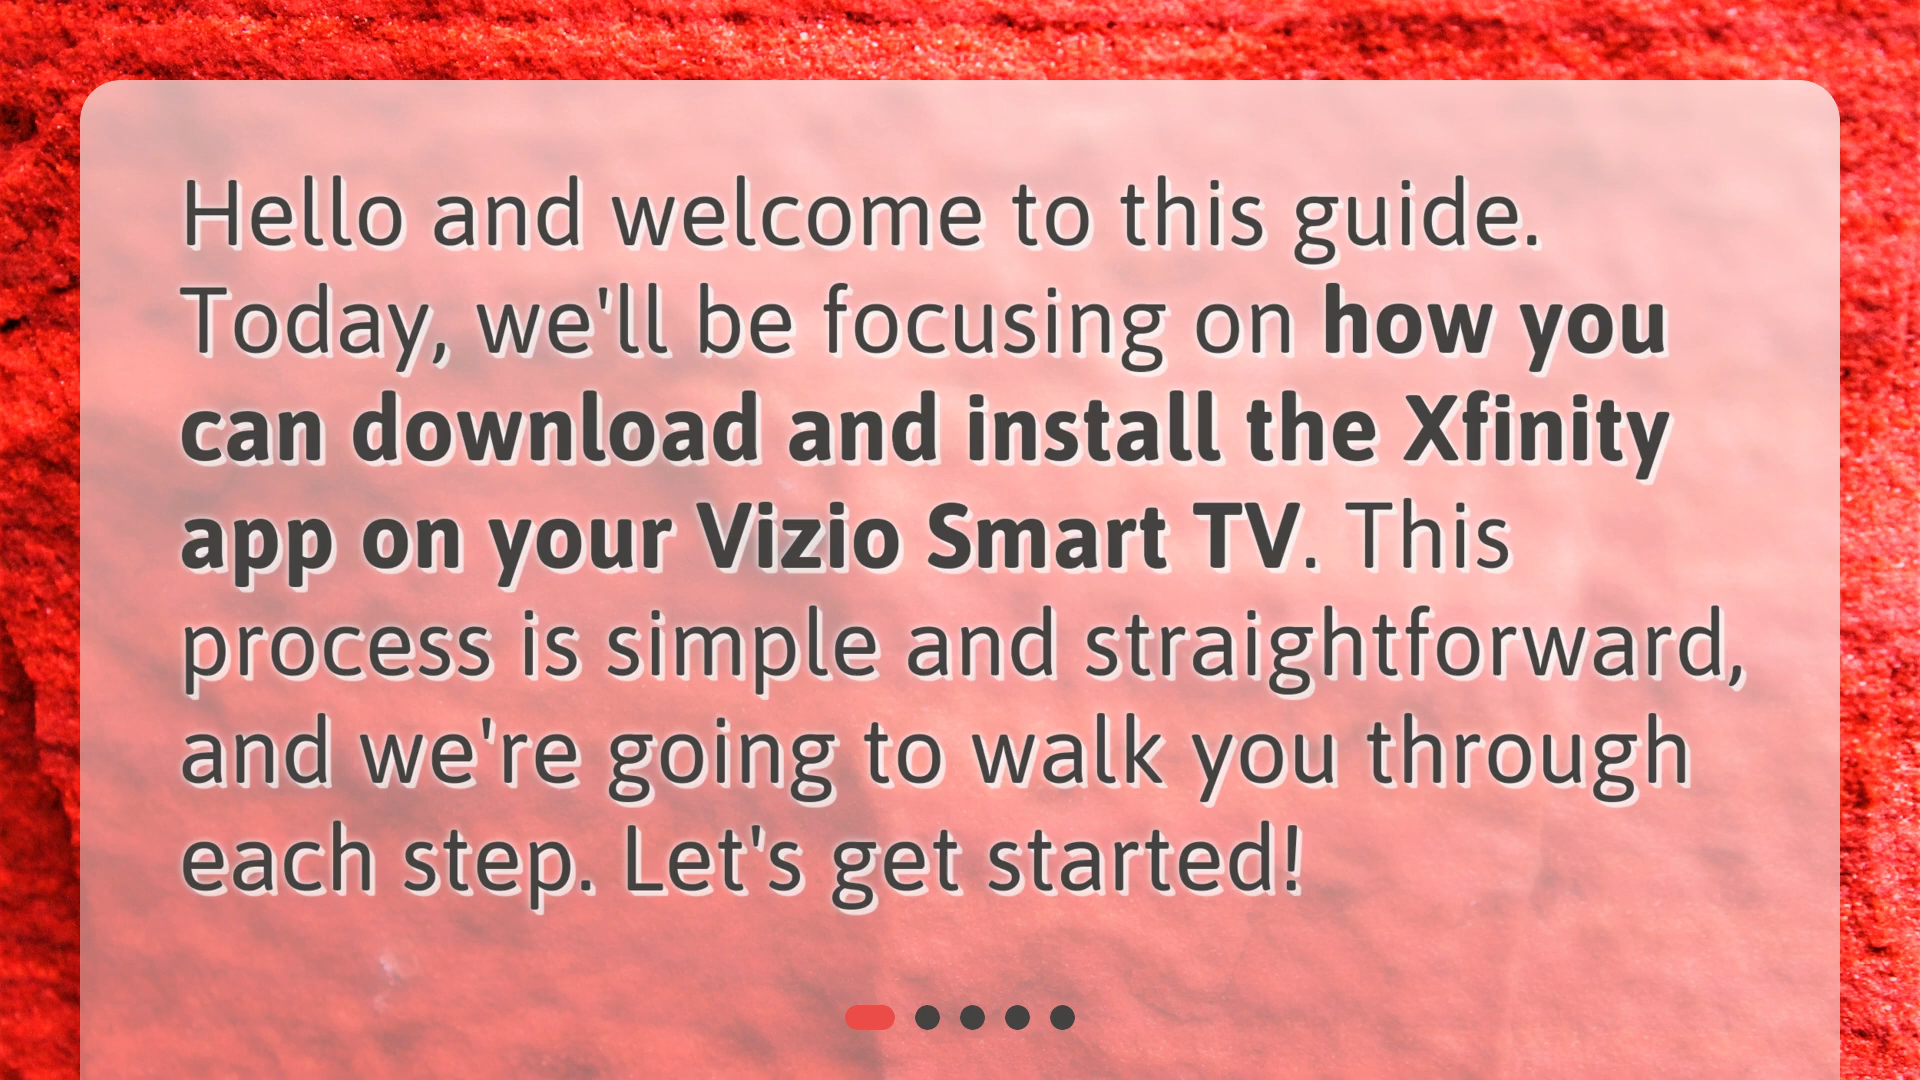 Hello and welcome to this guide.
Today, we'll be focusing on how you
can download and install the Xfinity
app on your Vizio Smart TV. This
process is simple and straightforward,
and we're going to walk you through
each step. Let's get started!